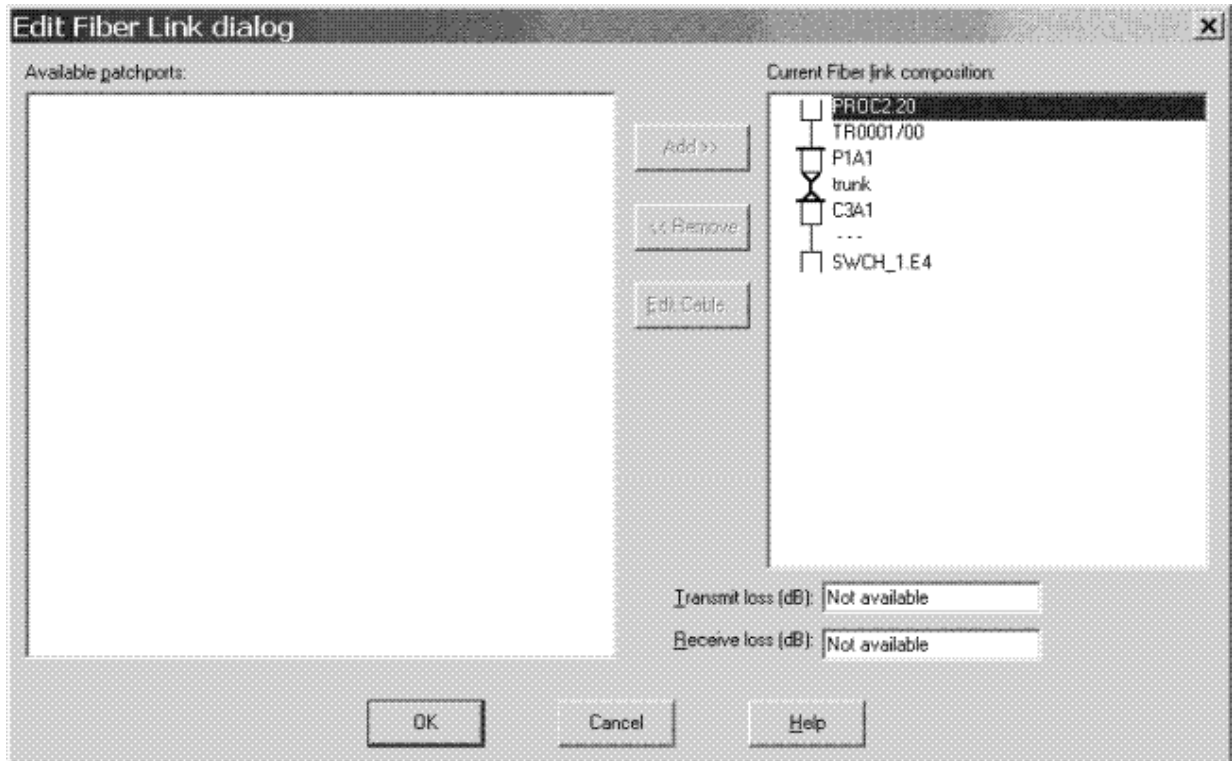 Edit Fiber Link dialog
Available patchports:
Current Fiber link composition:
PROC2.20
TR0001/00
P1A1
trunk
C3A1
---
SWCH_1.E4
Add >>
<< Remove
Edit Cable...
Transmit loss (dB): Not available
Receive loss (dB): Not available
OK
Cancel
Help